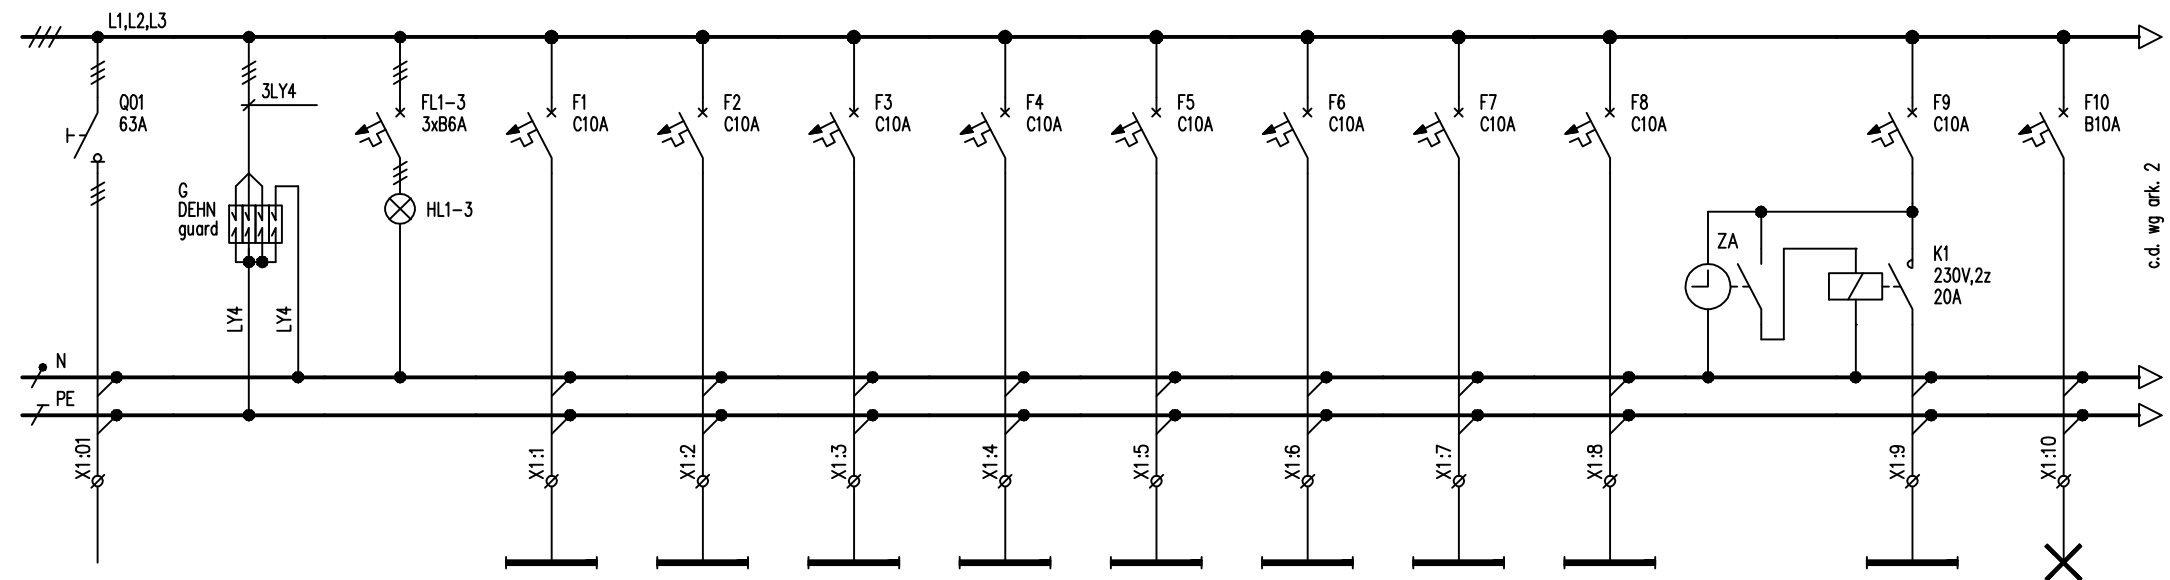 L1,L2,L3
Q01
63A
3LY4
FL1-3
3xB6A
F1
C10A
F2
C10A
F3
C10A
F4
C10A
F5
C10A
F6
C10A
F7
C10A
F8
C10A
F9
C10A
F10
B10A
G
DEHN
guard
HL1-3
ZA
K1
230V,2z
20A
c.d. wg ark. 2
LY4
LY4
N
PE
X1:01
X1:1
X1:2
X1:3
X1:4
X1:5
X1:6
X1:7
X1:8
X1:9
X1:10